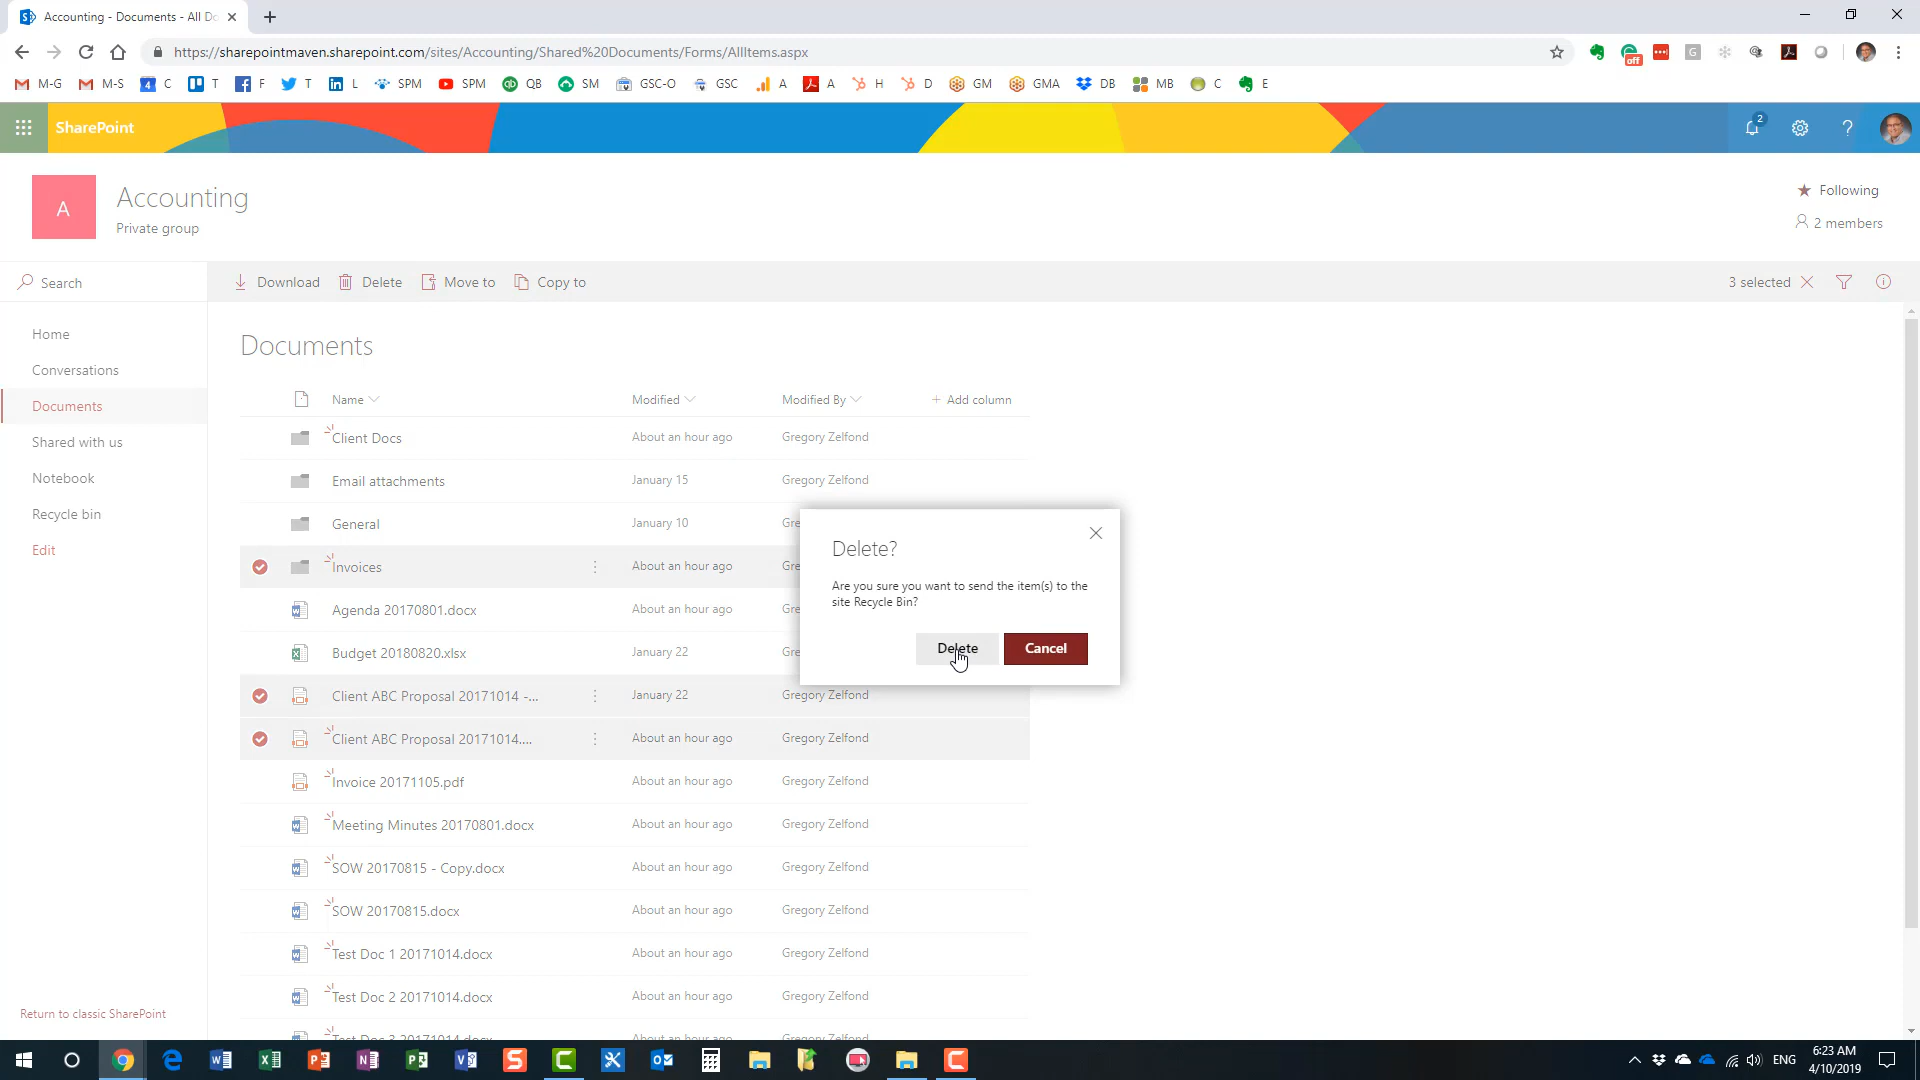 Accounting - Documents - All Do
https://sharepointmaven.sharepoint.com/sites/Accounting/Shared%20Documents/Forms/AllItems.aspx
off
M-G M-S 4 C T F T L SPM SPM QB SM GSC-O GSC A A H D GM GMA DB MB C E
SharePoint
2
A
Accounting
Private group
Following
2 members
Search
Download Delete Move to Copy to
3 selected
Home
Conversations
Documents
Shared with us
Notebook
Recycle bin
Edit
Return to classic SharePoint
Documents
Name Modified Modified By + Add column
Client Docs About an hour ago Gregory Zelfond
Email attachments January 15 Gregory Zelfond
General January 10 Gre
Invoices About an hour ago Gre
Agenda 20170801.docx About an hour ago Gre
Budget 20180820.xlsx January 22 Gre
Client ABC Proposal 20171014 -... January 22 Gregory Zelfond
Client ABC Proposal 20171014.... About an hour ago Gregory Zelfond
Invoice 20171105.pdf About an hour ago Gregory Zelfond
Meeting Minutes 20170801.docx About an hour ago Gregory Zelfond
SOW 20170815 - Copy.docx About an hour ago Gregory Zelfond
SOW 20170815.docx About an hour ago Gregory Zelfond
Test Doc 1 20171014.docx About an hour ago Gregory Zelfond
Test Doc 2 20171014.docx About an hour ago Gregory Zelfond
Test Doc 3 20171014.docx About an hour ago Gregory Zelfond
Delete?
Are you sure you want to send the item(s) to the
site Recycle Bin?
Delete Cancel
ENG
6:23 AM
4/10/2019